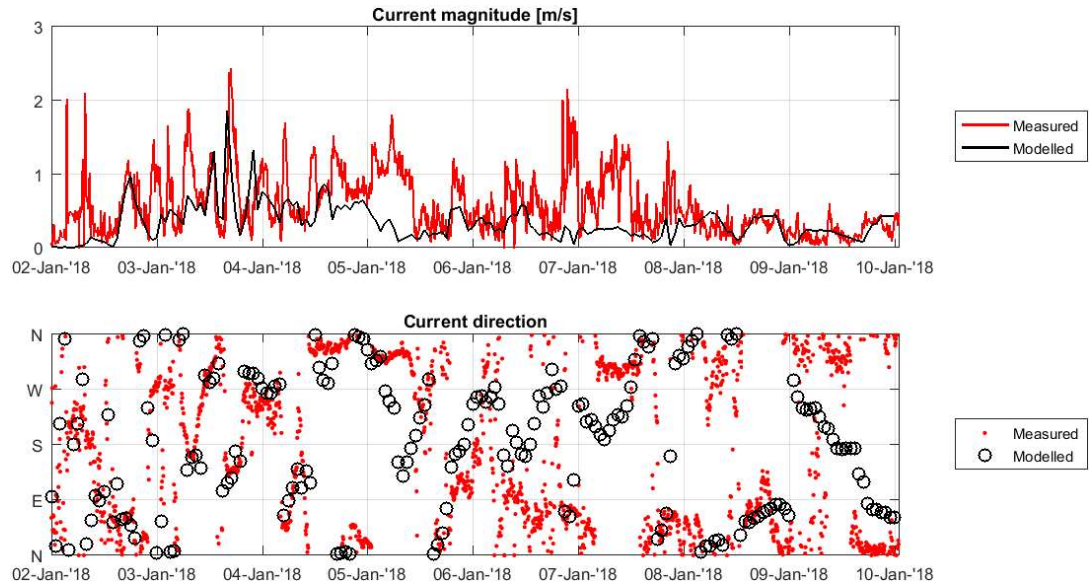 Current magnitude [m/s]
3
2
1
0
02-Jan-'18 03-Jan-'18 04-Jan-'18 05-Jan-'18 06-Jan-'18 07-Jan-'18 08-Jan-'18 09-Jan-'18 10-Jan-'18
Measured
Modelled
Current direction
N
W
S
E
N
02-Jan-'18 03-Jan-'18 04-Jan-'18 05-Jan-'18 06-Jan-'18 07-Jan-'18 08-Jan-'18 09-Jan-'18 10-Jan-'18
Measured
Modelled